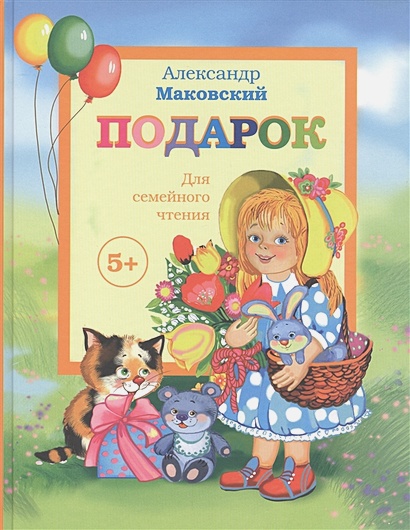 Александр
Маковский
ПОДАРОК
Для
семейного
чтения
5+